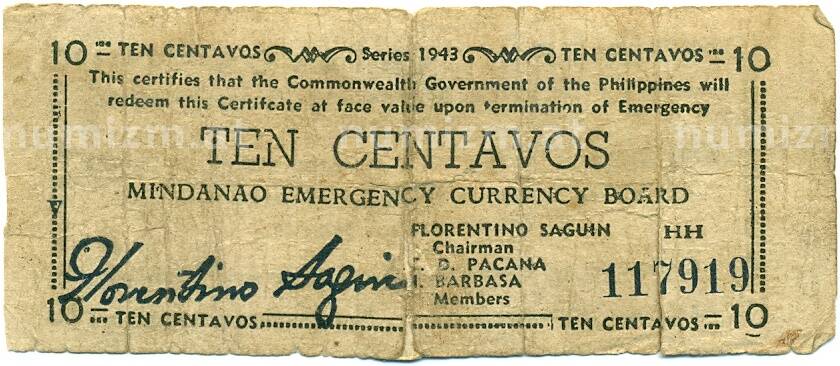 10 TEN CENTAVOS Series 1943 TEN CENTAVOS 10
This certifies that the Commonwealth Government of the Philippines will
redeem this Certifcate at face value upon termination of Emergency
TEN CENTAVOS
MINDANAO EMERGENCY CURRENCY BOARD
FLORENTINO SAGUIN HH
Chairman
D. PACANA
BARBASA
Members
117919
Florentino Saguin
10 TEN CENTAVOS TEN CENTAVOS 10